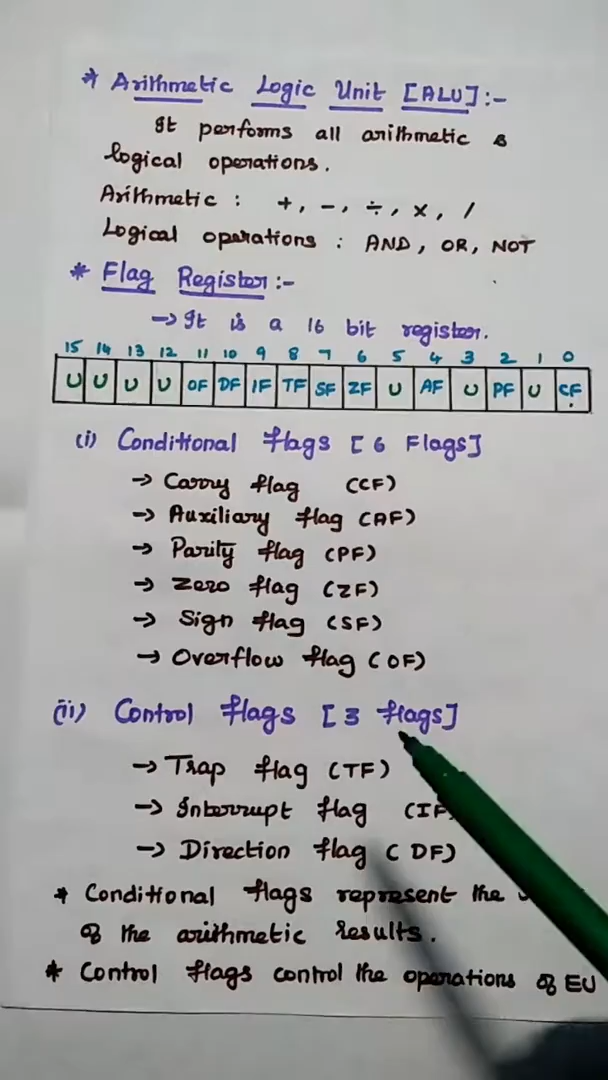 * Arithmetic Logic Unit [ALU]:-
It performs all arithmetic &
logical operations.
Arithmetic : +, -, ÷, x, /
Logical operations : AND, OR, NOT
* Flag Register:-
→ It is a 16 bit register.
15 14 13 12 11 10 9 8 7 6 5 4 3 2 1 0
U U U U OF DF IF TF SF ZF U AF U PF U CF
(i) Conditional flags [6 Flags]
→ Carry flag (CF)
→ Auxiliary flag (AF)
→ Parity flag (PF)
→ Zero flag (ZF)
→ Sign flag (SF)
→ Overflow flag (OF)
(ii) Control flags [3 flags]
→ Trap flag (TF)
→ Interrupt flag (IF)
→ Direction flag (DF)
* Conditional flags represent the
of the arithmetic results.
* Control flags control the operations of EU